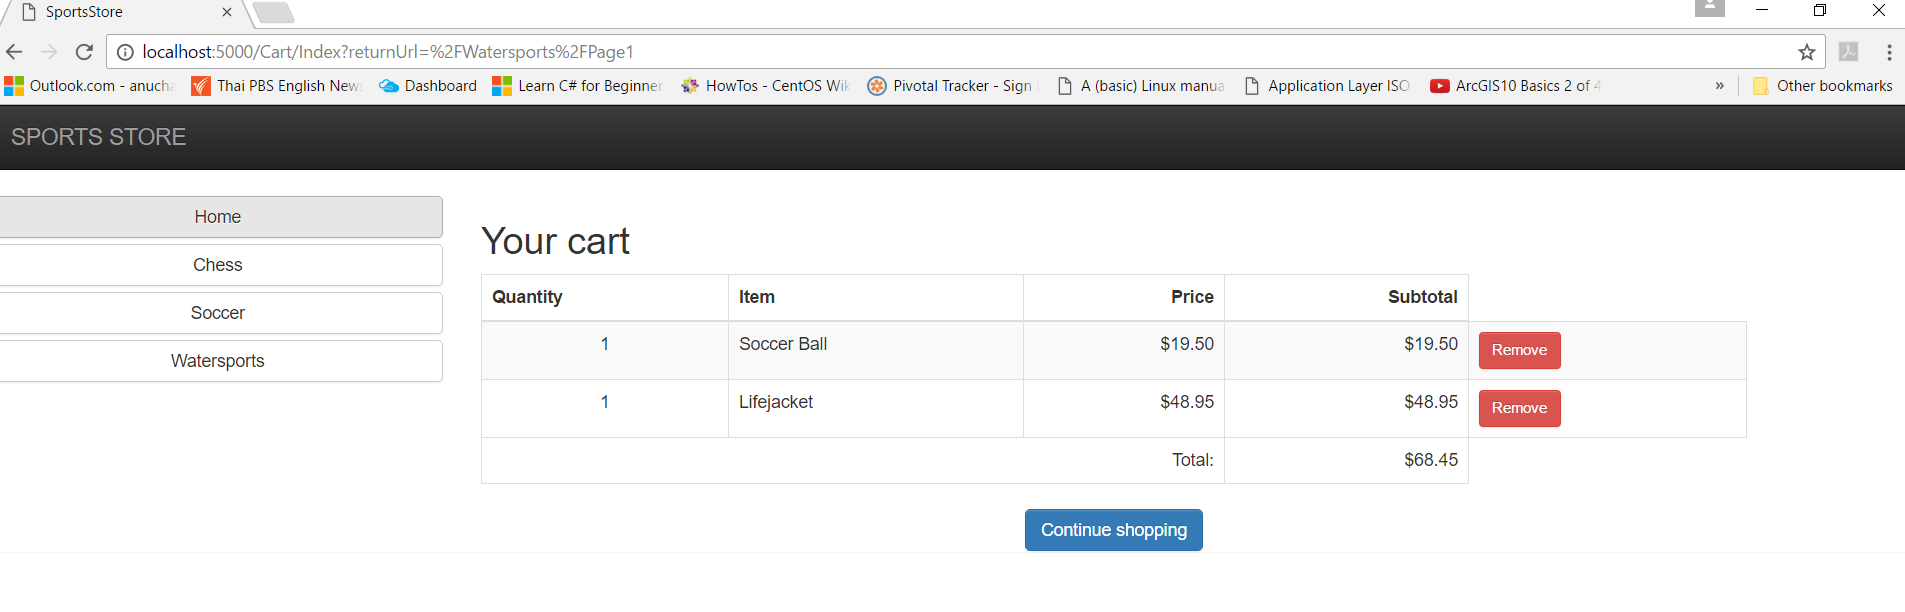 SportsStore
localhost:5000/Cart/Index?returnUrl=%2FWatersports%2FPage1
Outlook.com - anucha Thai PBS English New Dashboard Learn C# for Beginner HowTos - CentOS Wik Pivotal Tracker - Sign A (basic) Linux manua Application Layer ISO ArcGIS10 Basics 2 of 4 » Other bookmarks
SPORTS STORE
Home
Chess
Soccer
Watersports
Your cart
Quantity Item Price Subtotal
1 Soccer Ball $19.50 $19.50 Remove
1 Lifejacket $48.95 $48.95 Remove
Total: $68.45
Continue shopping